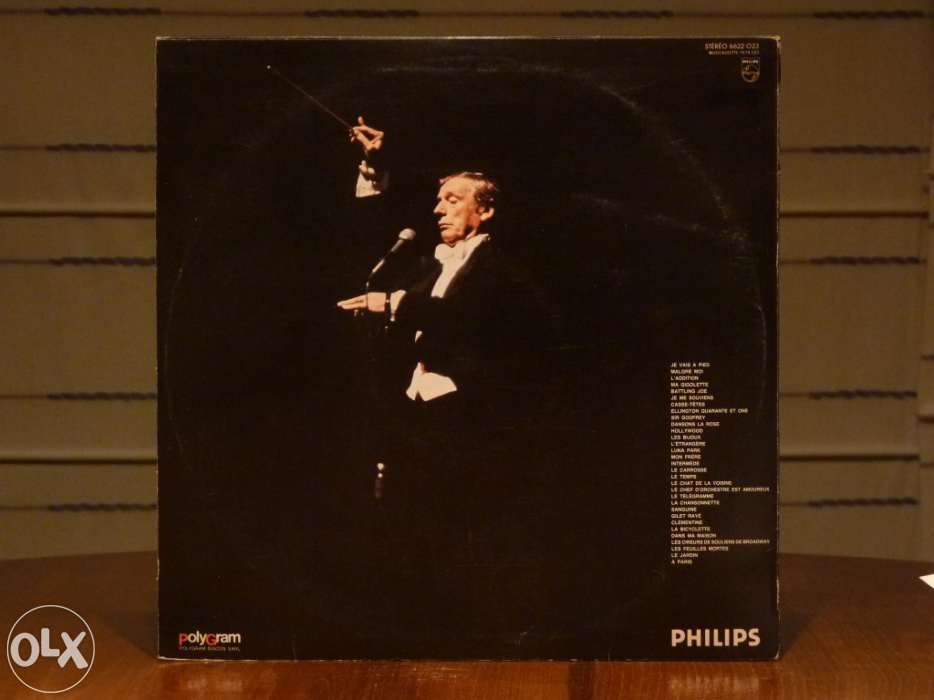 STÉRÉO 6622 023
PHILIPS
JE VAIS A PIED
MALGRÉ MOI
L'ADDITION
MA GIGOLETTE
BATTLING JOE
JE ME SOUVIENS
CASSE-TÊTES
ELLINGTON QUARANTE ET ONE
SIR GODFREY
DANSONS LA ROSE
HOLLYWOOD
LES BIJOUX
L'ÉTRANGÈRE
LUNA PARK
MON FRÈRE
INTERMÈDE
LE CARROSSE
LE TEMPS
LE CHAT DE LA VOISINE
LE CHEF D'ORCHESTRE EST AMOUREUX
LE TÉLÉGRAMME
LA CHANSONNETTE
SANGUINE
GILET RAYÉ
CLÉMENTINE
LA BICYCLETTE
DANS MA MAISON
LES CIREURS DE SOULIERS DE BROADWAY
LES FEUILLES MORTES
LE JARDIN
A PARIS
polyGram
POLYGRAM DISCOS SARL
PHILIPS
OLX